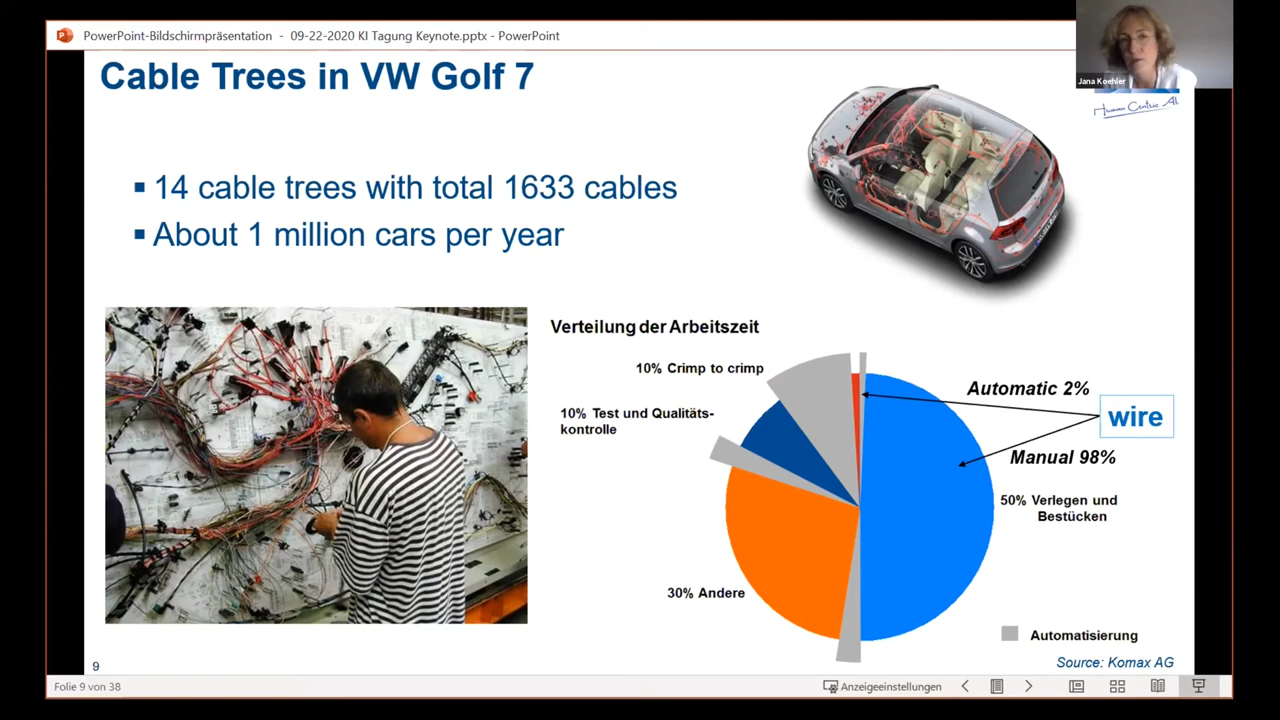 PowerPoint-Bildschirmpräsentation - 09-22-2020 KI Tagung Keynote.pptx - PowerPoint
Jana Koehler
Cable Trees in VW Golf 7
Human Centric AI
14 cable trees with total 1633 cables
About 1 million cars per year
Verteilung der Arbeitszeit
10% Crimp to crimp
10% Test und Qualitäts-
kontrolle
Automatic 2%
wire
Manual 98%
50% Verlegen und
Bestücken
30% Andere
Automatisierung
Source: Komax AG
9
Folie 9 von 38
Anzeigeeinstellungen